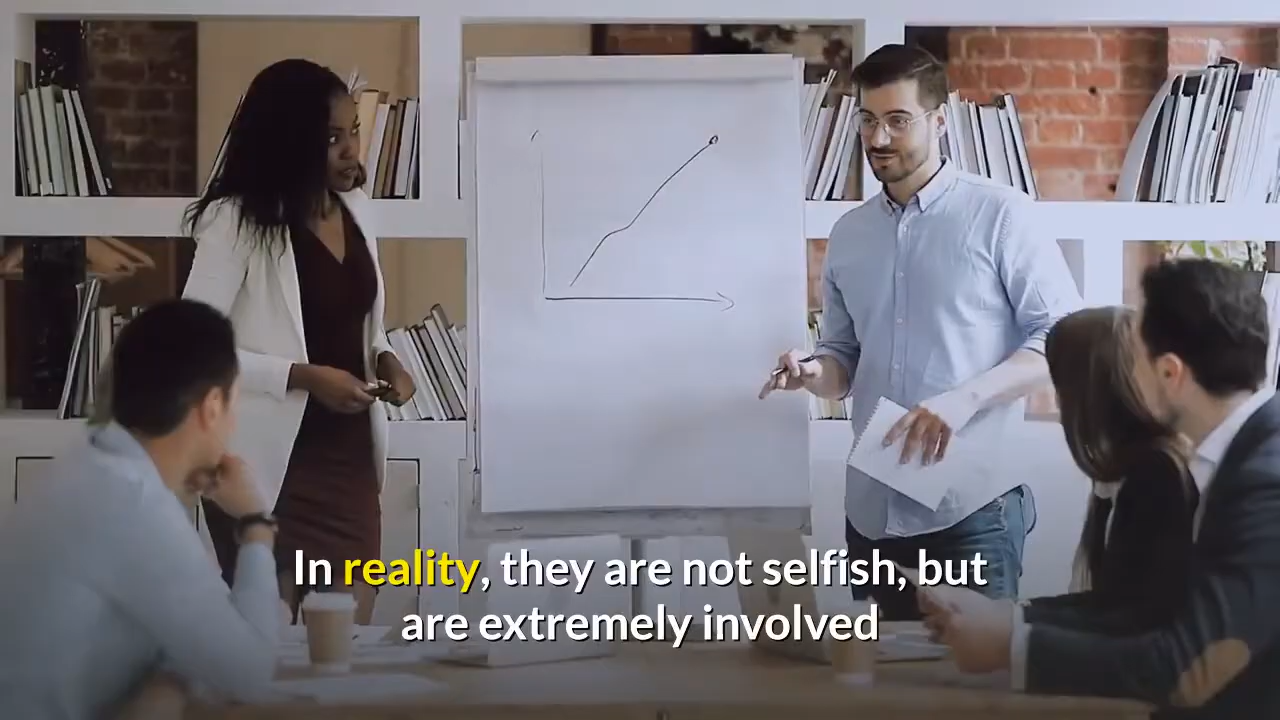 In reality, they are not selfish, but
are extremely involved